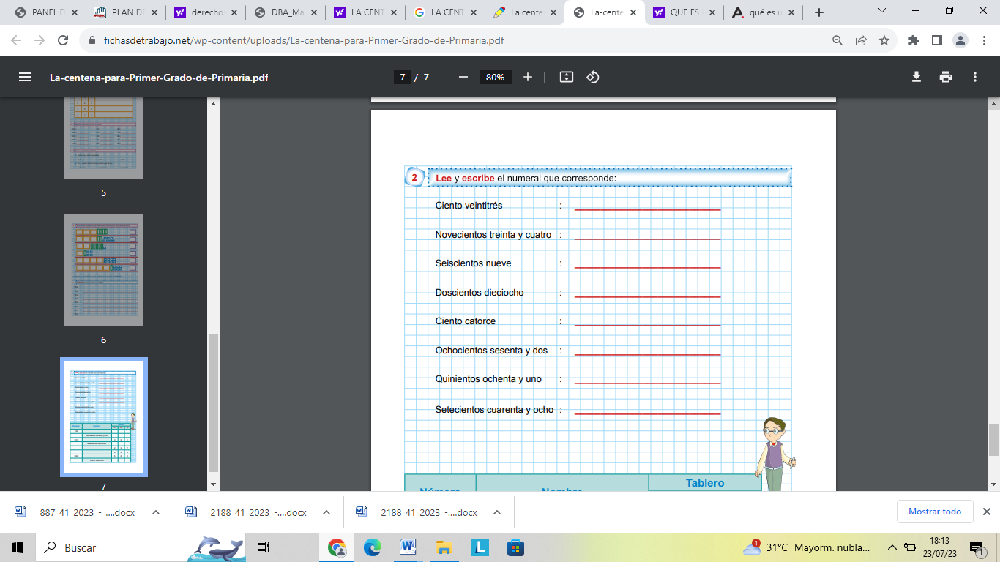 PANEL D
PLAN DE
derecho
DBA_Ma
LA CENT
LA CENT
La cente
La-cente
QUE ES
qué es u
fichasdetrabajo.net/wp-content/uploads/La-centena-para-Primer-Grado-de-Primaria.pdf
La-centena-para-Primer-Grado-de-Primaria.pdf
7 / 7
80%
5
6
7
2 Lee y escribe el numeral que corresponde:
Ciento veintitrés :
Novecientos treinta y cuatro :
Seiscientos nueve :
Doscientos dieciocho :
Ciento catorce :
Ochocientos sesenta y dos :
Quinientos ochenta y uno :
Setecientos cuarenta y ocho :
Tablero
Número Nombre
_887_41_2023_-_....docx
_2188_41_2023_-....docx
_2188_41_2023_-....docx
Mostrar todo
Buscar
31°C Mayorm. nubla...
18:13
23/07/23